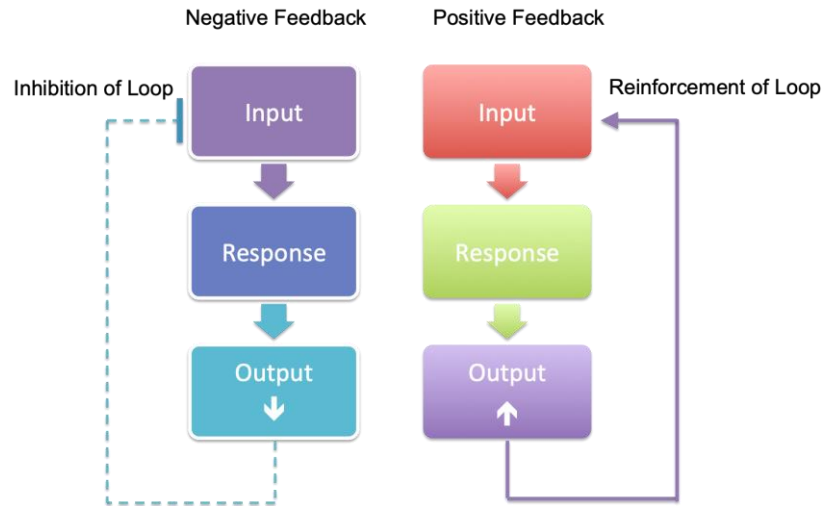 Negative Feedback
Positive Feedback
Inhibition of Loop
Input
Input
Reinforcement of Loop
Response
Response
Output
Output